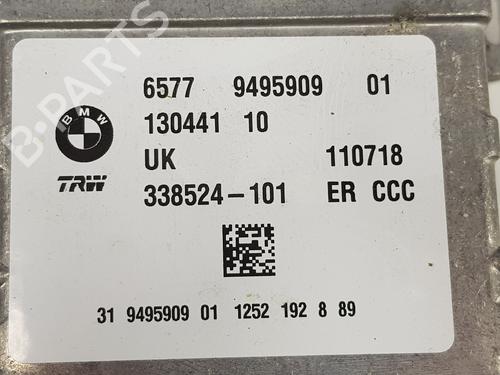 B-PARTS
BMW
6577 9495909 01
130441 10
UK 110718
TRW
338524-101 ER CCC
31 9495909 01 1252 192 8 89